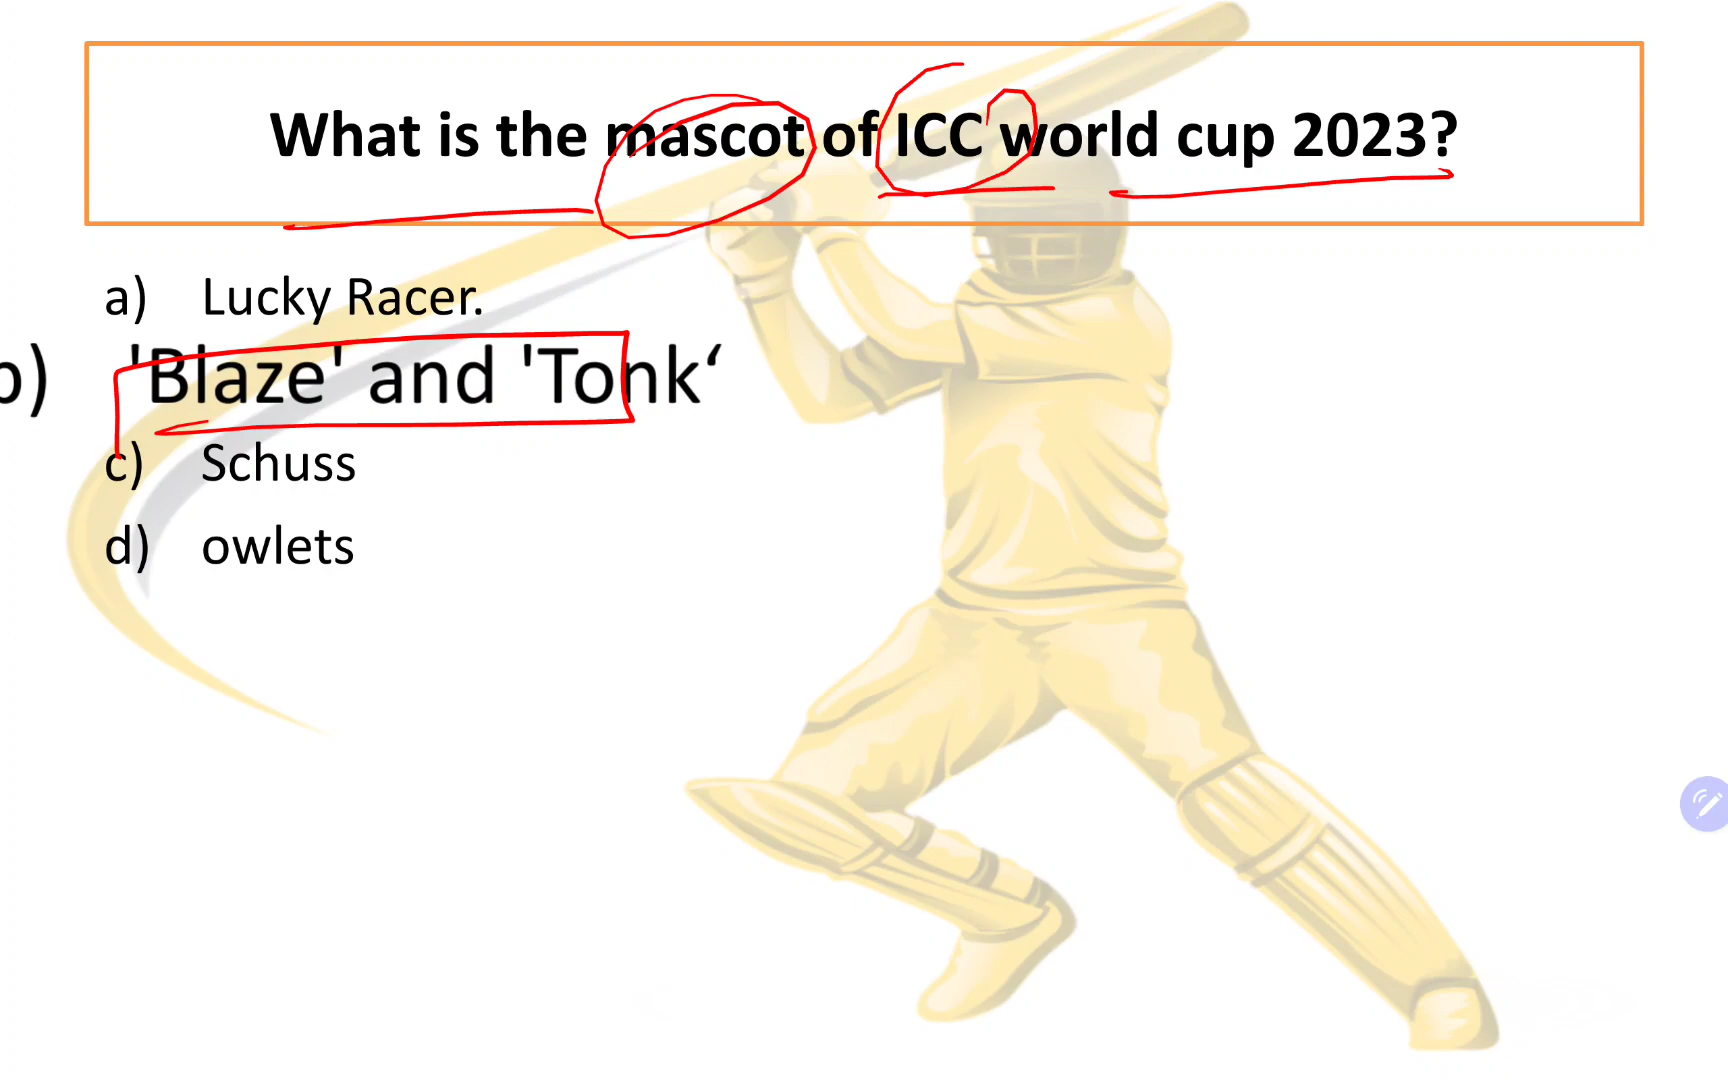 What is the mascot of ICC world cup 2023?
a) Lucky Racer.
b) 'Blaze' and 'Tonk‘
c) Schuss
d) owlets